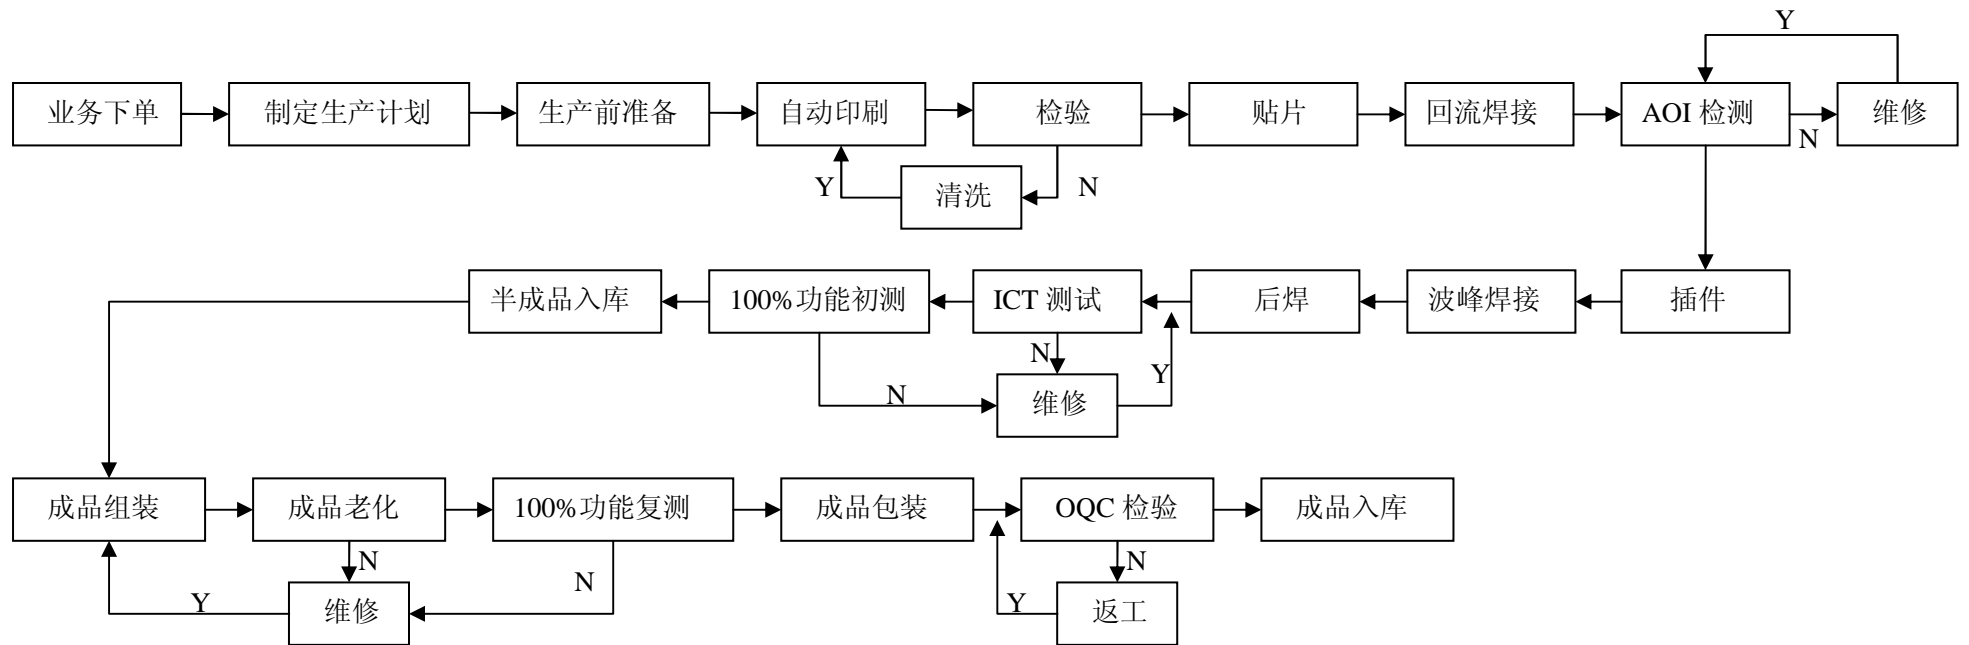 Y
业务下单
制定生产计划
生产前准备
自动印刷
检验
贴片
回流焊接
AOI 检测
维修
N
Y
清洗
N
半成品入库
100%功能初测
ICT 测试
后焊
波峰焊接
插件
N
Y
N
维修
成品组装
成品老化
100%功能复测
成品包装
OQC 检验
成品入库
N
N
N
Y
维修
Y
返工